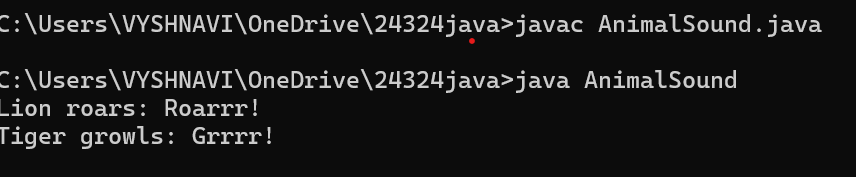 C:\Users\VYSHNAVI\OneDrive\24324java>javac AnimalSound.java
C:\Users\VYSHNAVI\OneDrive\24324java>java AnimalSound
Lion roars: Roarrr!
Tiger growls: Grrrr!